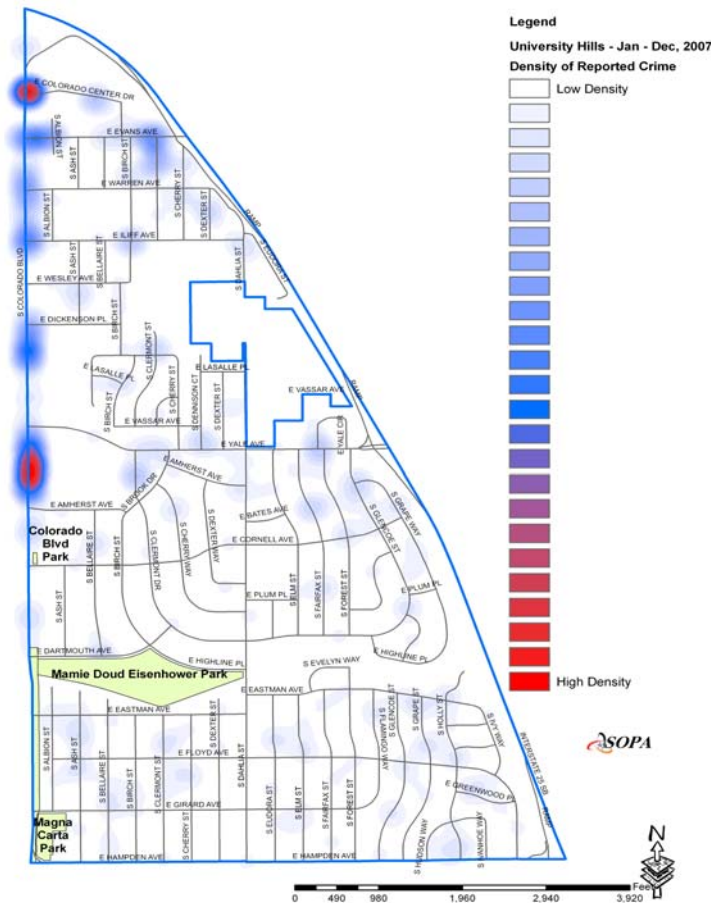 Legend
University Hills - Jan - Dec, 2007
Density of Reported Crime
Low Density
High Density
SOPA
N
Fee
0 490 980 1,960 2,940 3,920
E COLORADO CENTER DR
S ALBION ST
E EVANS AVE
S ASH ST
S BIRCH ST
E WARREN AVE
S CHERRY ST
S ALBION ST
S DEXTER ST
RAMP
E ILIFF AVE
S EUDORA ST
S ASH ST
S BELLAIRE ST
S DAHLIA ST
E WESLEY AVE
S COLORADO BLVD
S BIRCH ST
E DICKENSON PL
S CLERMONT ST
E LASALLE PL
E LASALLE PL
S CHERRY ST
S BIRCH ST
S DENNISON CT
S DEXTER ST
E VASSAR AVE
RAMP
E VASSAR AVE
E YALE CIR
E YALE AVE
E AMHERST AVE
S BROOK DR
S GRAPE WAY
E AMHERST AVE
E BATES AVE
S GLENCOE ST
Colorado
Blvd
Park
S BELLAIRE ST
S BIRCH ST
S CLERMONT DR
S CHERRY WAY
S DEXTER WAY
E CORNELL AVE
S ASH ST
E PLUM PL
S ELM ST
S FAIRFAX ST
S FOREST ST
E PLUM PL
E DARTMOUTH AVE
E HIGHLINE PL
E HIGHLINE PL
S EVELYN WAY
Mamie Doud Eisenhower Park
E EASTMAN AVE
E EASTMAN AVE
S DEXTER ST
S FLAMINGO WAY
S GLENCOE ST
S GRAPE ST
S HOLLY ST
S IVY WAY
S ALBION ST
S ASH ST
E FLOYD AVE
S DAHLIA ST
INTERSTATE 25 SB
S BELLAIRE ST
S BIRCH ST
S CLERMONT ST
E GREENWOOD PL
E GIRARD AVE
RAMP
Magna
Carta
Park
S CHERRY ST
S EUDORA ST
S ELM ST
S FAIRFAX ST
S FOREST ST
S HUDSON WAY
S IVANHOE WAY
E HAMPDEN AVE
E HAMPDEN AVE